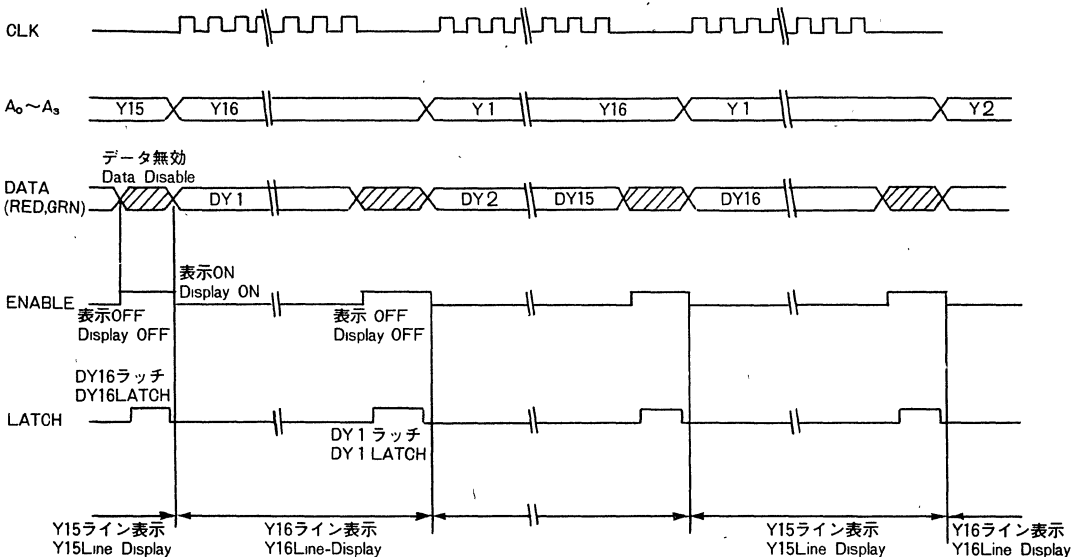 CLK
A₀～A₃
Y15
Y16
Y1
Y16
Y1
Y2
データ無効
Data Disable
DATA
(RED,GRN)
DY1
DY2
DY15
DY16
表示ON
Display ON
ENABLE
表示OFF
Display OFF
表示 OFF
Display OFF
DY16ラッチ
DY16LATCH
LATCH
DY1ラッチ
DY1 LATCH
Y15ライン表示
Y15Line Display
Y16ライン表示
Y16Line-Display
Y15ライン表示
Y15Line Display
Y16ライン表示
Y16Line Display